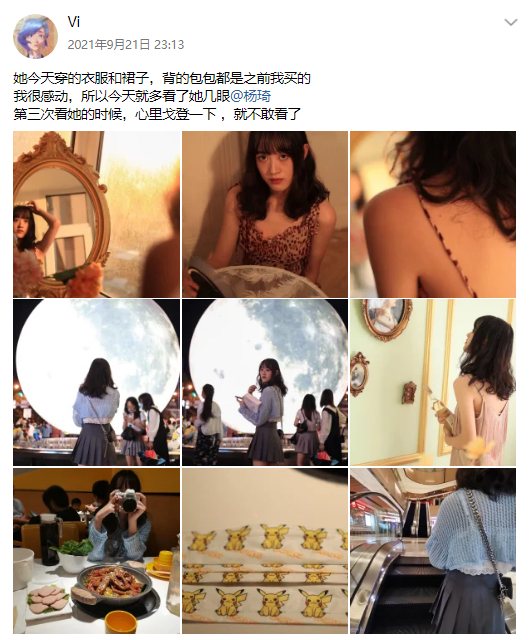 Vi
2021年9月21日 23:13
她今天穿的衣服和裙子，背的包包都是之前我买的
我很感动，所以今天就多看了她几眼@杨琦
第三次看她的时候，心里戈登一下 ，就不敢看了